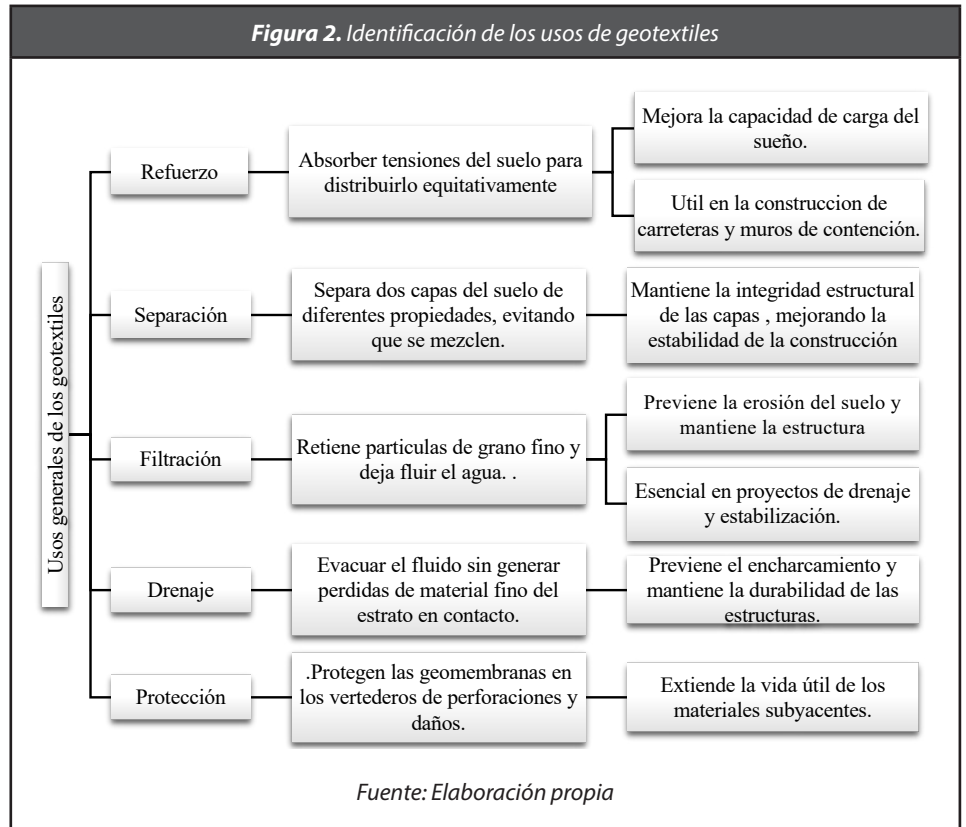 Figura 2. Identificación de los usos de geotextiles
Usos generales de los geotextiles
Refuerzo
Absorber tensiones del suelo para
distribuirlo equitativamente
Mejora la capacidad de carga del
sueño.
Util en la construccion de
carreteras y muros de contención.
Separación
Separa dos capas del suelo de
diferentes propiedades, evitando
que se mezclen.
Mantiene la integridad estructural
de las capas , mejorando la
estabilidad de la construcción
Filtración
Retiene particulas de grano fino y
deja fluir el agua. .
Previene la erosión del suelo y
mantiene la estructura
Esencial en proyectos de drenaje
y estabilización.
Drenaje
Evacuar el fluido sin generar
perdidas de material fino del
estrato en contacto.
Previene el encharcamiento y
mantiene la durabilidad de las
estructuras.
Protección
.Protegen las geomembranas en
los vertederos de perforaciones y
daños.
Extiende la vida útil de los
materiales subyacentes.
Fuente: Elaboración propia